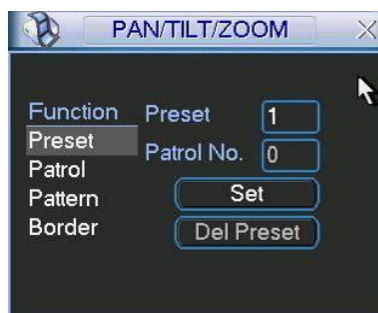 PAN/TILT/ZOOM
Function
Preset
1
Preset
Patrol No.
0
Patrol
Set
Pattern
Border
Del Preset